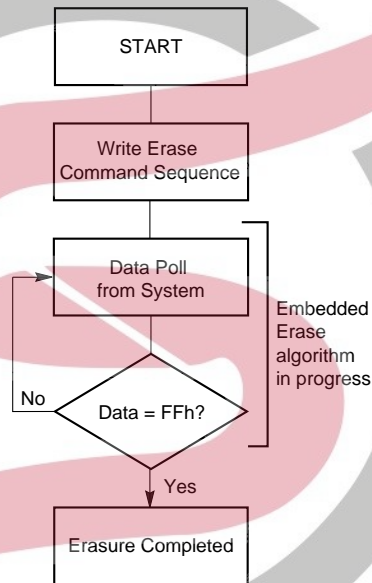 START
Write Erase
Command Sequence
Data Poll
from System
Embedded
Erase
algorithm
in progress
No
Data = FFh?
Yes
Erasure Completed